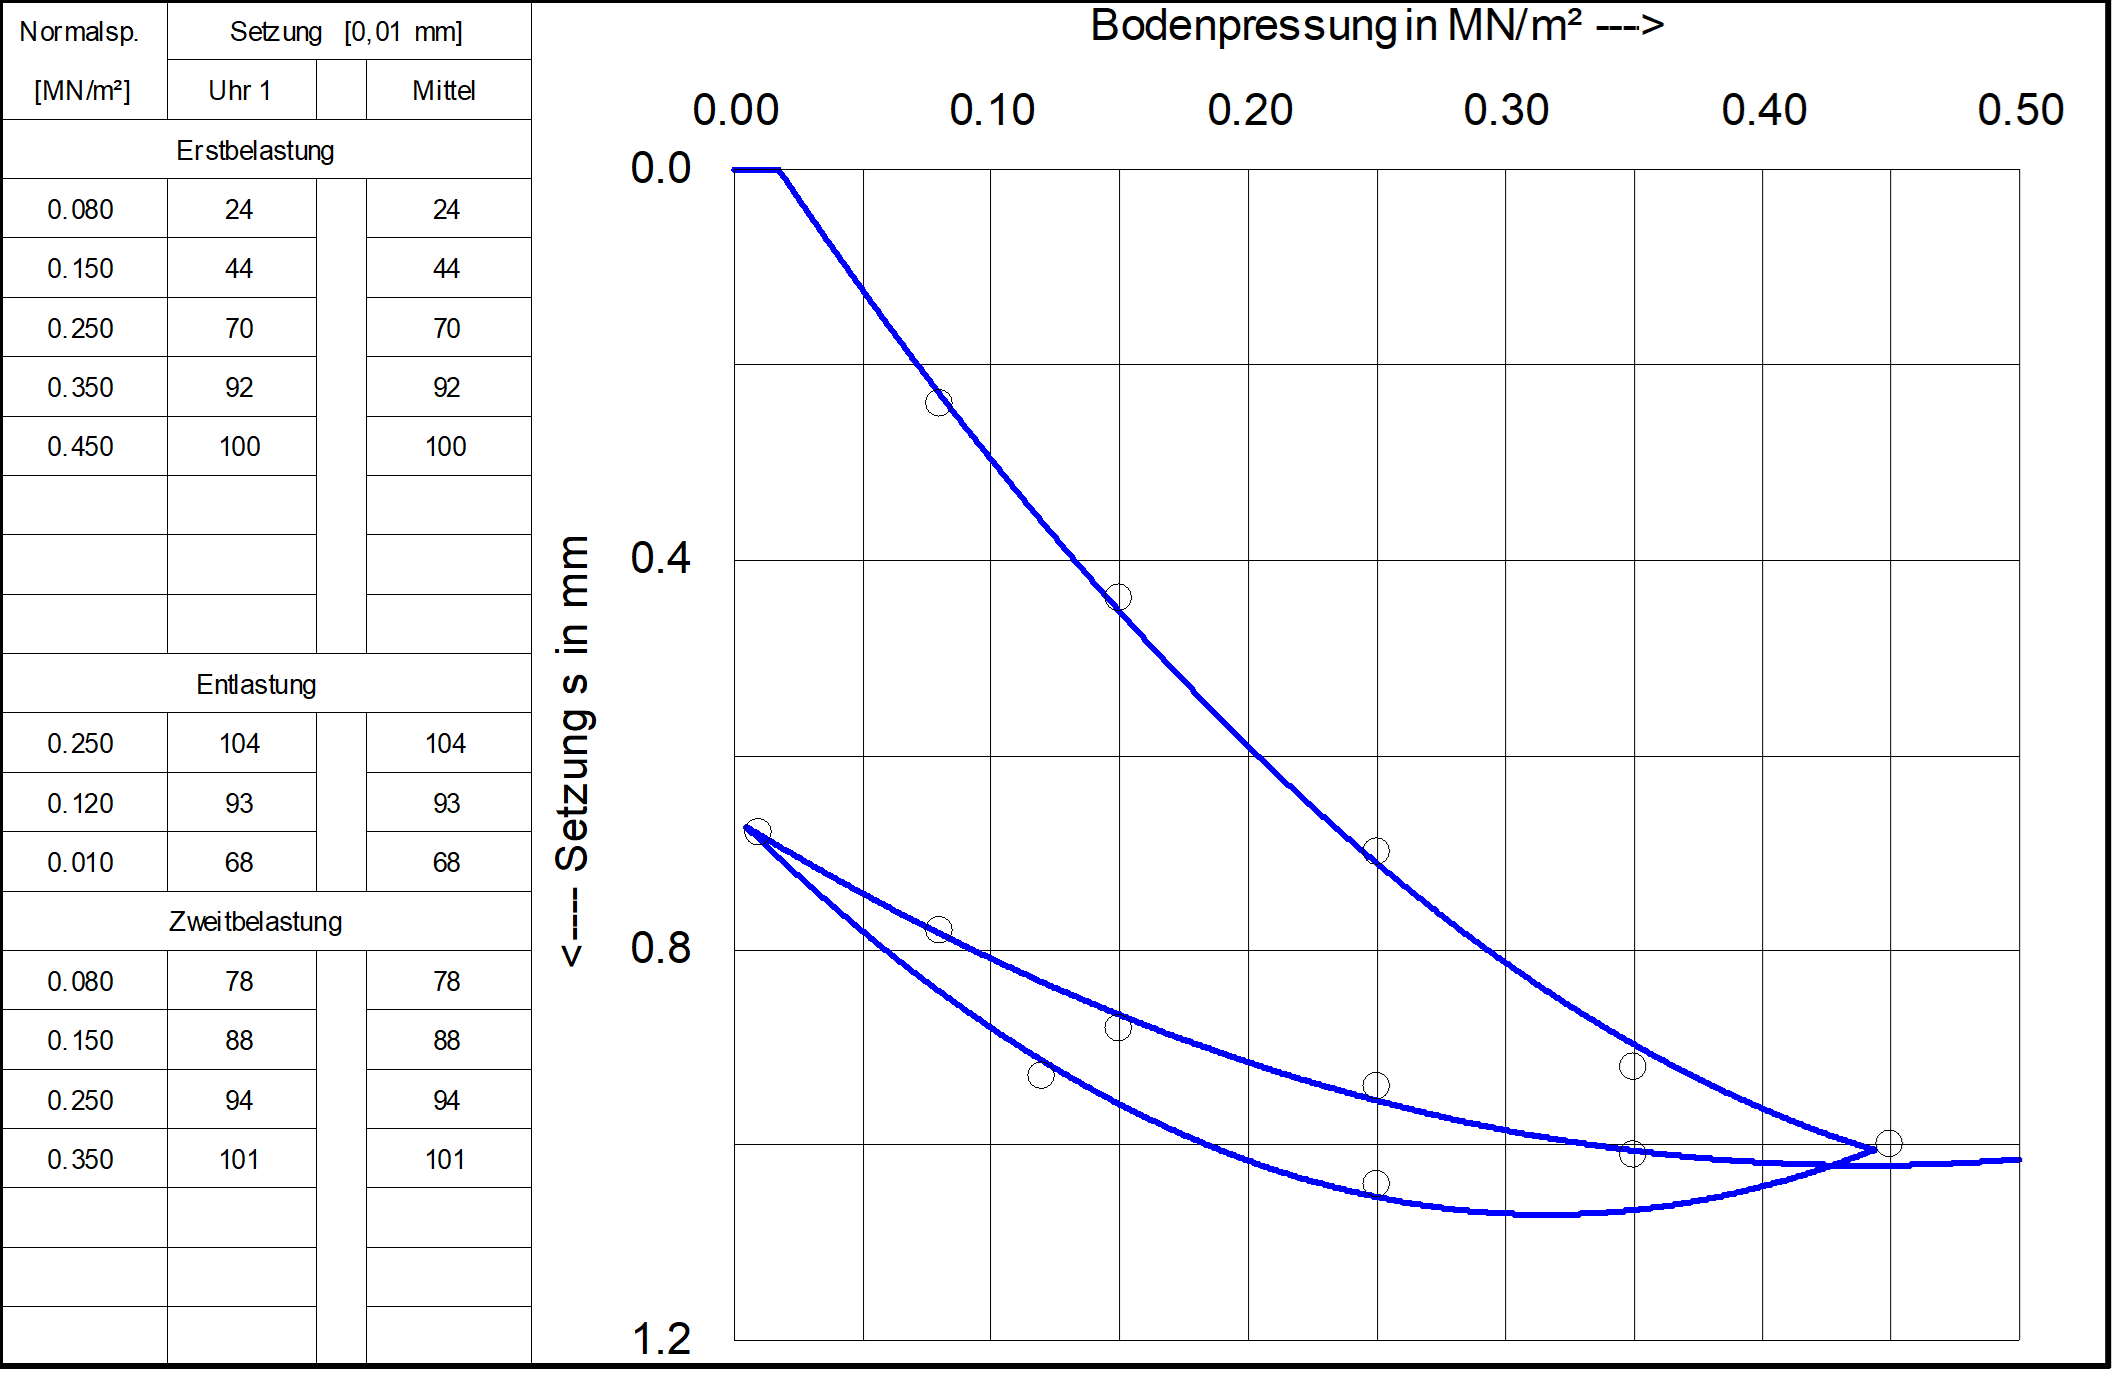 Normalsp. Setzung [0,01 mm]
[MN/m²] Uhr 1 Mittel
Erstbelastung
0.080 24 24
0.150 44 44
0.250 70 70
0.350 92 92
0.450 100 100
Entlastung
0.250 104 104
0.120 93 93
0.010 68 68
Zweitbelastung
0.080 78 78
0.150 88 88
0.250 94 94
0.350 101 101
Bodenpressung in MN/m² ---->
0.00 0.10 0.20 0.30 0.40 0.50
0.0
0.4
0.8
1.2
<---- Setzung s in mm